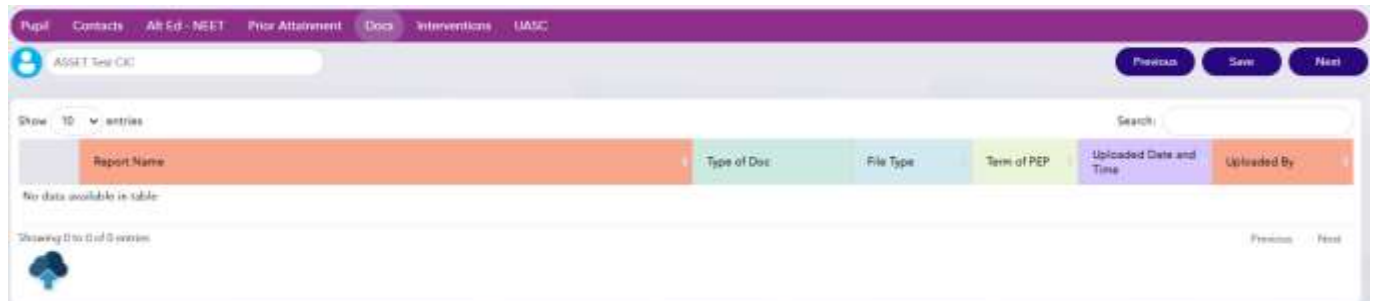 Pupil Contacts Alt Ed - NEET Prior Attainment Docs Interventions UASC
ASSET Test CIC
Previous Save Next
Show 10 entries Search:
Report Name Type of Doc File Type Term of PEP Uploaded Date and Time Uploaded By
No data available in table
Showing 0 to 0 of 0 entries Previous Next